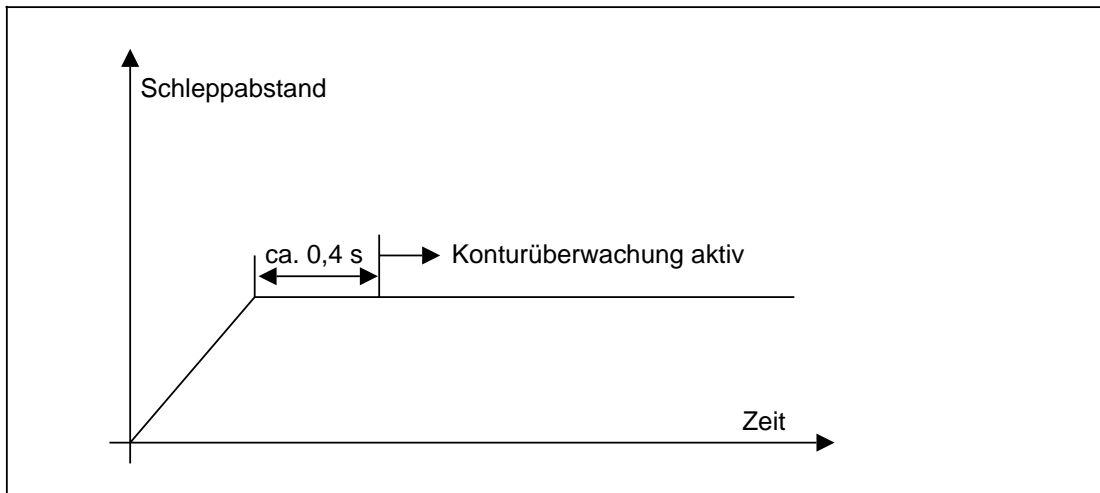 Schleppabstand
ca. 0,4 s
Konturüberwachung aktiv
Zeit